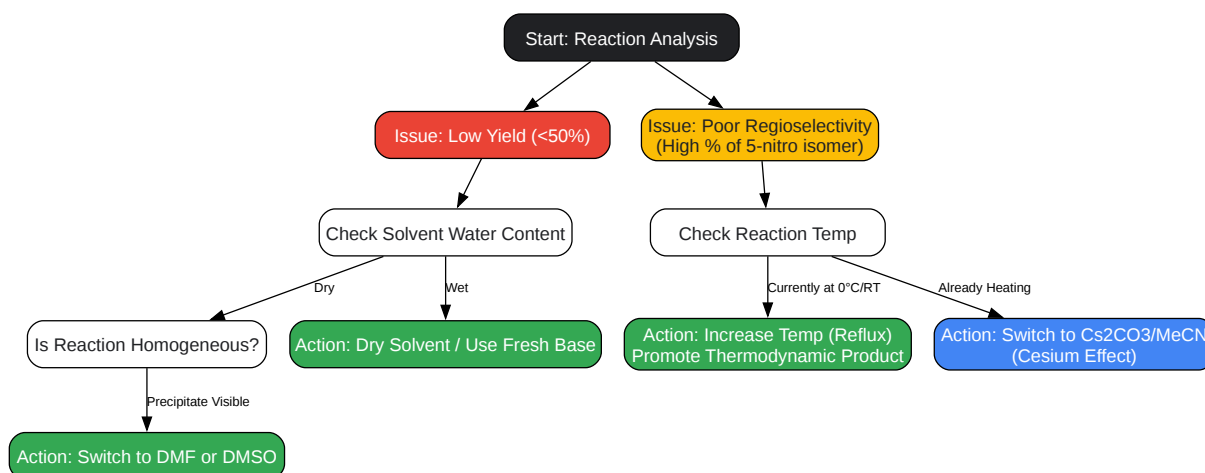 Start: Reaction Analysis
Issue: Low Yield (<50%)
Issue: Poor Regioselectivity
(High % of 5-nitro isomer)
Check Solvent Water Content
Check Reaction Temp
Dry
Wet
Currently at 0°C/RT
Already Heating
Is Reaction Homogeneous?
Action: Dry Solvent / Use Fresh Base
Action: Increase Temp (Reflux)
Promote Thermodynamic Product
Action: Switch to Cs2CO3/MeCN
(Cesium Effect)
Precipitate Visible
Action: Switch to DMF or DMSO